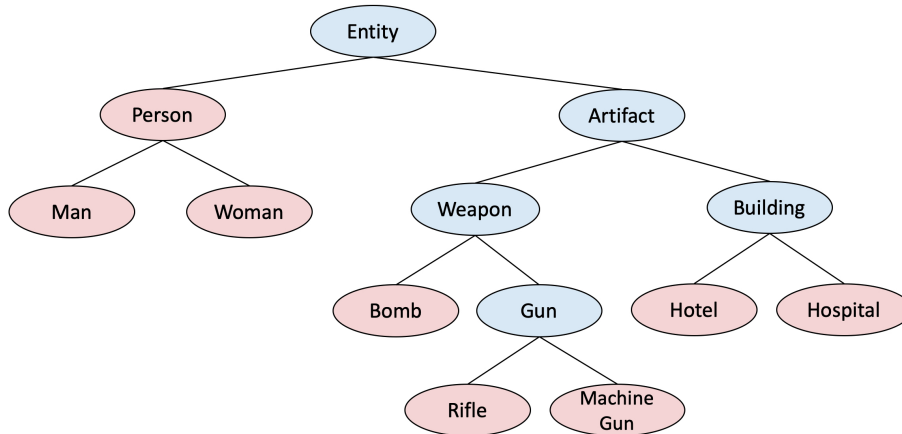 Entity
Person
Artifact
Man
Woman
Weapon
Building
Bomb
Gun
Hotel
Hospital
Rifle
Machine
Gun